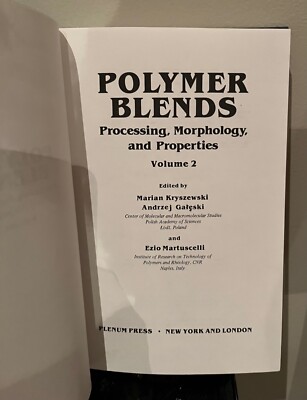 POLYMER
BLENDS
Processing, Morphology,
and Properties
Volume 2
Edited by
Marian Kryszewski
Andrzej Gałęski
Center of Molecular and Macromolecular Studies
Polish Academy of Sciences
Łódź, Poland
and
Ezio Martuscelli
Institute of Research on Technology of
Polymers and Rheology, CNR
Naples, Italy
PLENUM PRESS • NEW YORK AND LONDON